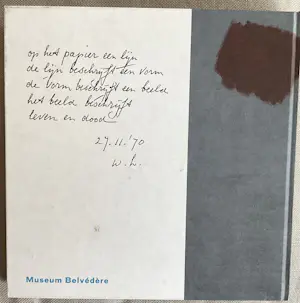 op het papier een lijn
de lijn beschrijft een vorm
de vorm beschrijft een beeld
het beeld beschrijft
leven en dood
27-11-'70
W.L.
Museum Belvédère